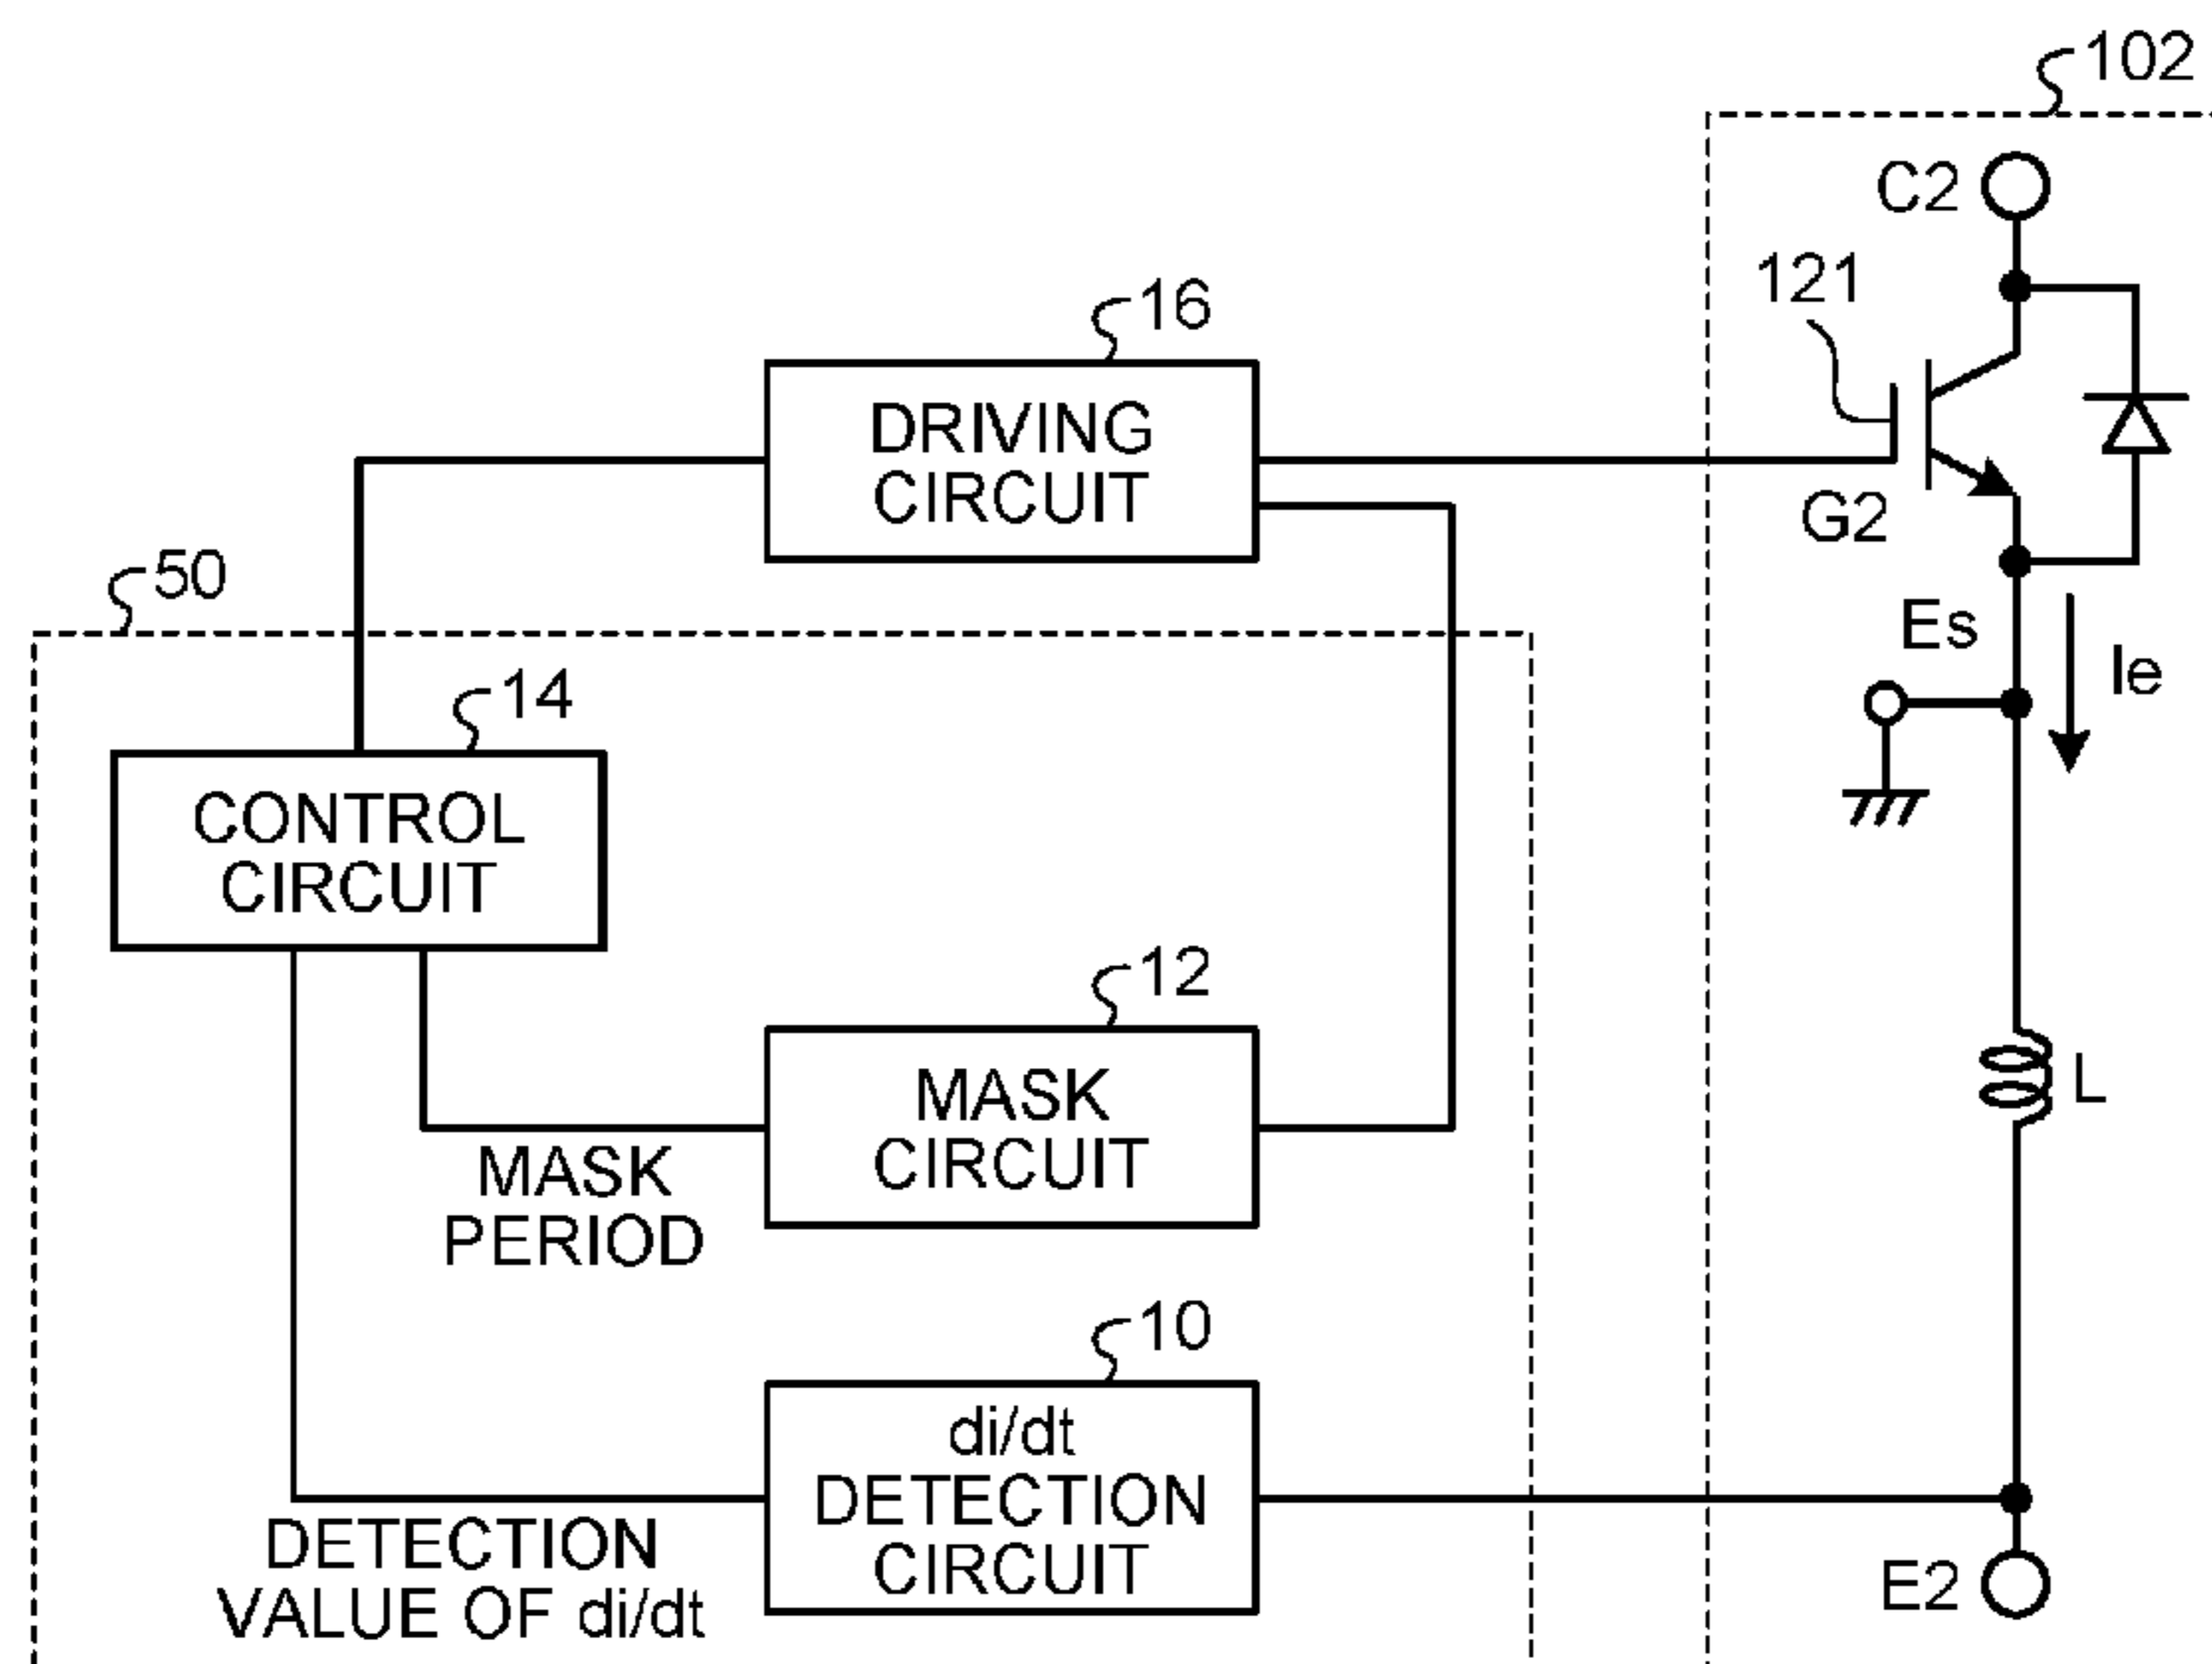 102
C2
121
16
DRIVING
CIRCUIT
G2
50
Es
Ie
14
CONTROL
CIRCUIT
12
MASK
CIRCUIT
L
MASK
PERIOD
10
di/dt
DETECTION
CIRCUIT
DETECTION
VALUE OF di/dt
E2